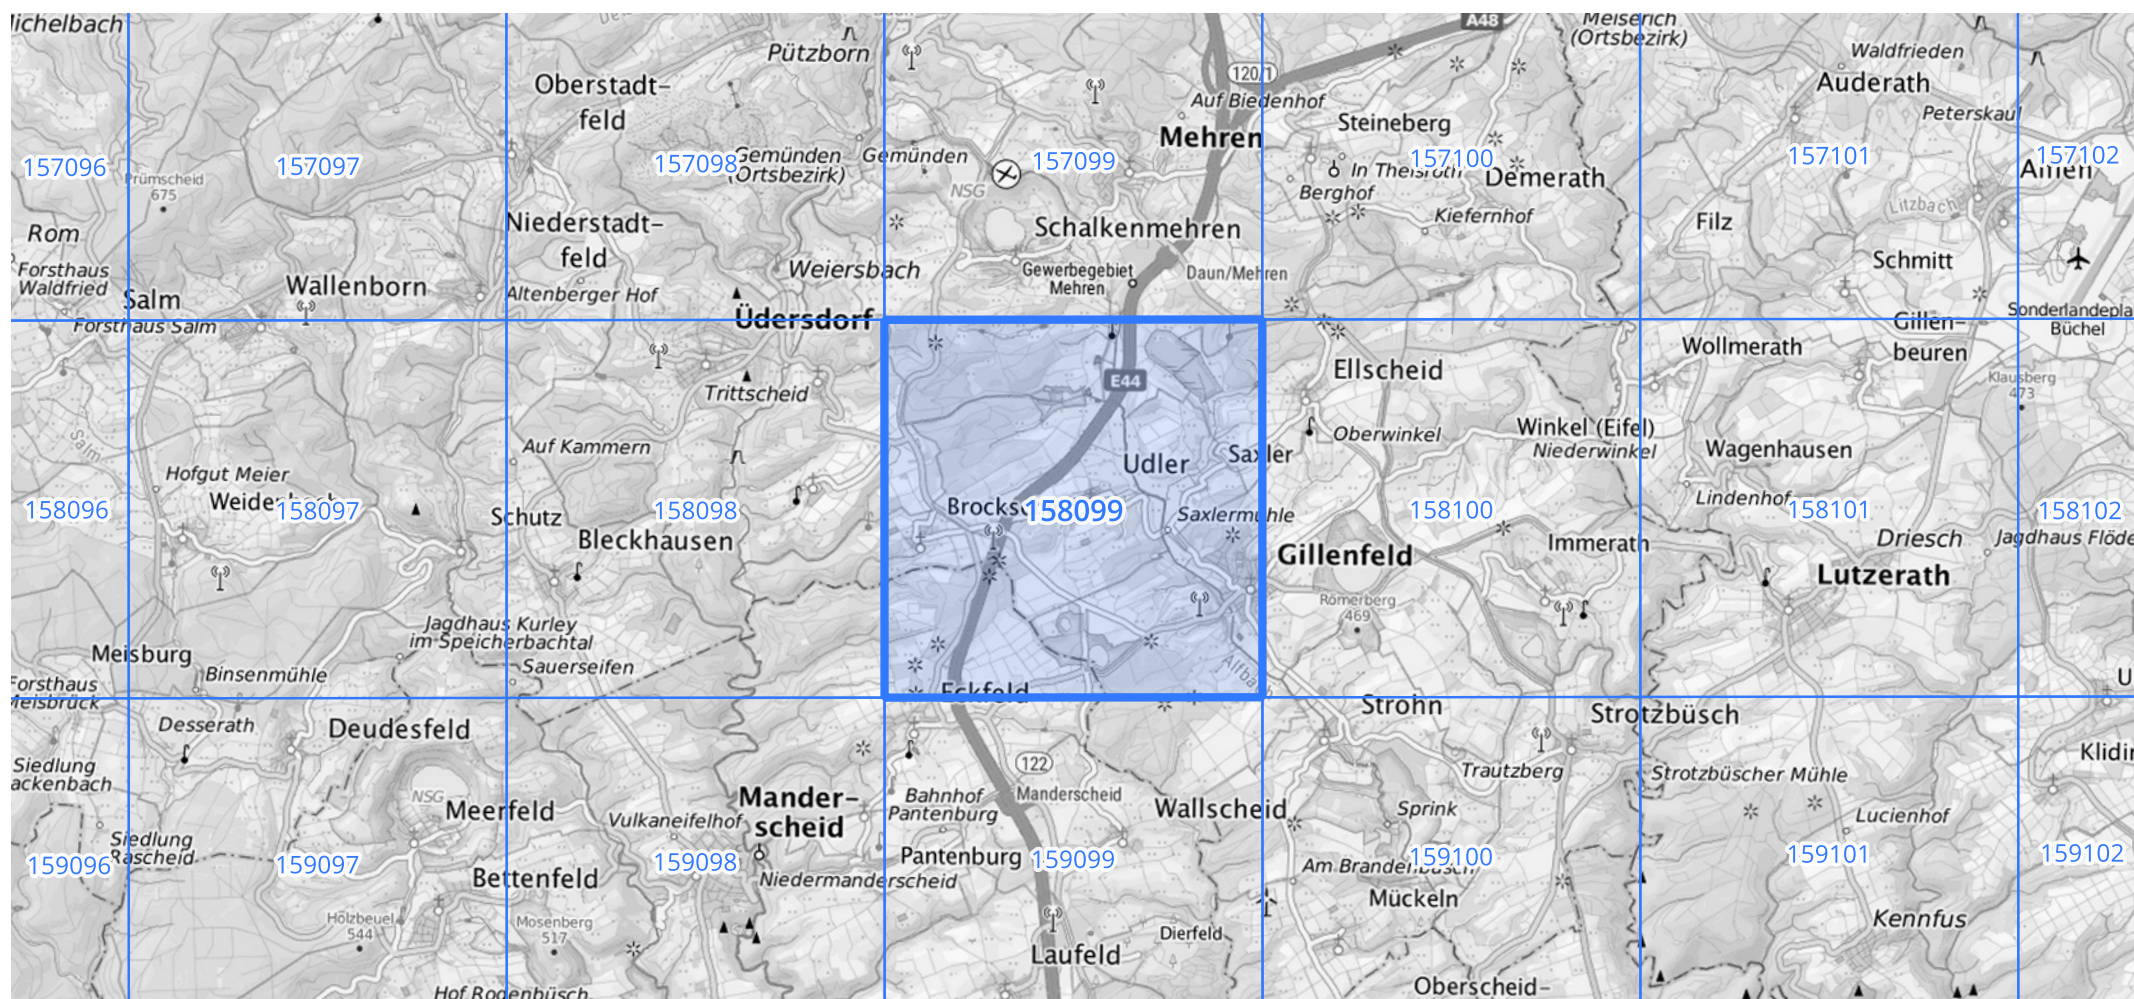 A48
Meiserich
(Ortsbezirk)
Pützborn
Waldfrieden
Auderath
Oberstadt-
feld
120/1
Auf Biedenhof
Peterskaul
Steineberg
Mehren
157096
157097
157098
Gemünden
(Ortsbezirk)
Gemünden
157099
157100
In Theisroth
157101
157102
Prümscheid
675
NSG
Berghof
Demerath
Litzbach
Rom
Niederstadt-
feld
Schalkenmehren
Kiefernhof
Filz
Forsthaus
Waldfried
Salm
Wallenborn
Altenberger Hof
Weiersbach
Gewerbegebiet
Mehren
Daun/Mehren
Schmitt
Forsthaus Salm
Üdersdorf
Gillen-
beuren
Büchel
E44
Ellscheid
Wollmerath
Trittscheid
Klausberg
473
Salm
Hofgut Meier
Auf Kammern
Oberwinkel
Winkel (Eifel)
Niederwinkel
Wagenhausen
Udler
Saxler
Lindenhof
158096
158097
158098
158099
158100
158101
158102
Schutz
Bleckhausen
Saxlermühle
Gillenfeld
Immerath
Driesch
Lutzerath
Römerberg
469
Jagdhaus Kurley
im Speicherbachtal
Meisburg
Binsenmühle
Sauerseifen
Forsthaus
Meisbrück
Eckfeld
Desserath
Deudesfeld
Strohn
Strotzbüsch
122
Manderscheid
Siedlung
Trautzberg
Strotzbüscher Mühle
NSG
Meerfeld
Mander-
scheid
Vulkaneifelhof
Bahnhof
Pantenburg
Wallscheid
Sprink
Lucienhof
Siedlung
Rascheid
159096
159097
159098
Pantenburg
159099
159100
159101
159102
Bettenfeld
Niedermanderscheid
Mückeln
Holzbeuel
544
Mosenberg
517
Laufeld
Dierfeld
Kennfus
Hof Rogenbüsch
Oberscheid-